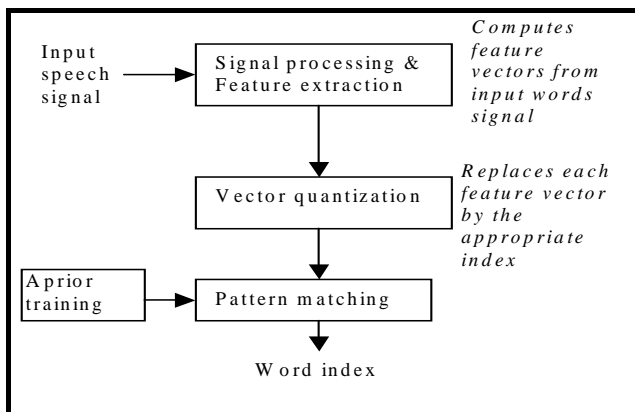 Input
speech
signal
Signal processing &
Feature extraction
Computes
feature
vectors from
input words
signal
Vector quantization
Replaces each
feature vector
by the
appropriate
index
Aprior
training
Pattern matching
Word index